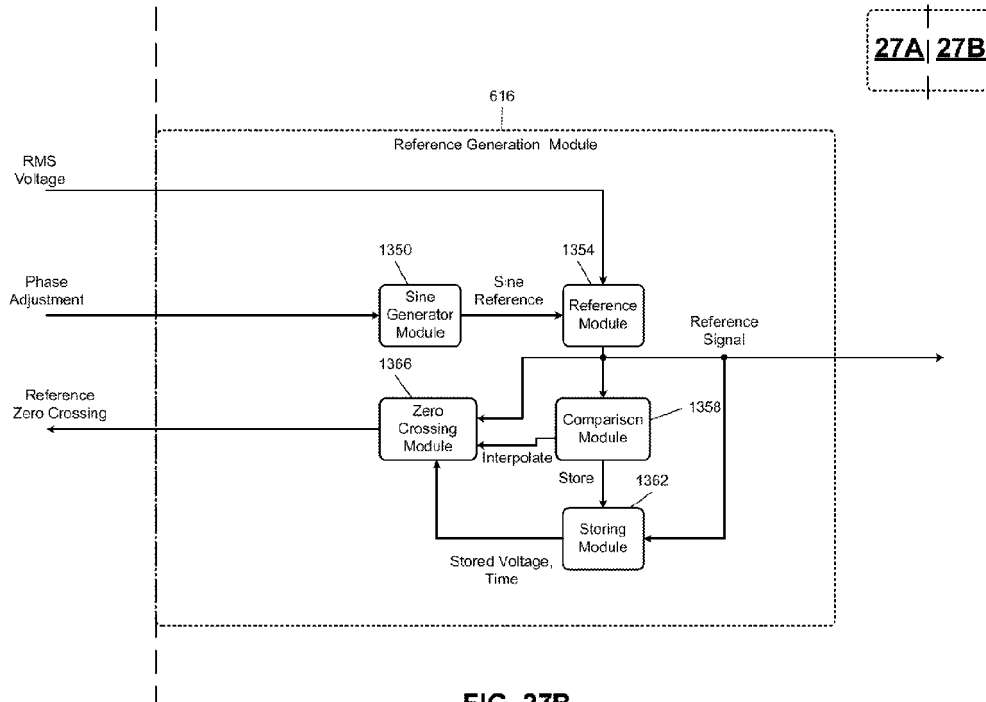 27A 27B
616
Reference Generation Module
RMS
Voltage
1350
1354
Phase
Adjustment
Sine
Generator
Module
Sine
Reference
Reference
Module
Reference
Signal
1366
Reference
Zero Crossing
Zero
Crossing
Module
Comparison
Module
1358
Interpolate
Store
1362
Storing
Module
Stored Voltage,
Time
FIG. 27B